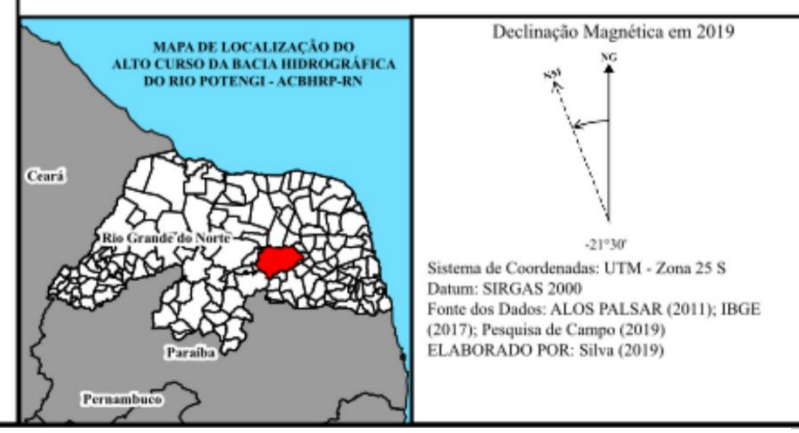 MAPA DE LOCALIZAÇÃO DO
ALTO CURSO DA BACIA HIDROGRÁFICA
DO RIO POTENGI - ACBHRP-RN
Ceará
Rio Grande do Norte
Paraíba
Pernambuco
Declinação Magnética em 2019
NM
NG
-21°30'
Sistema de Coordenadas: UTM - Zona 25 S
Datum: SIRGAS 2000
Fonte dos Dados: ALOS PALSAR (2011); IBGE
(2017); Pesquisa de Campo (2019)
ELABORADO POR: Silva (2019)